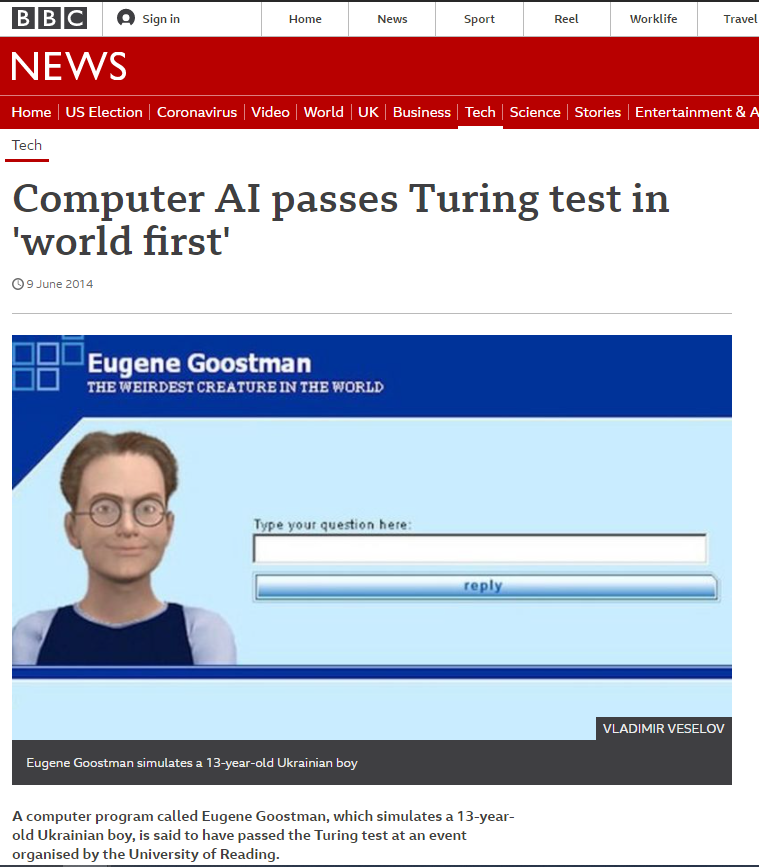 BBC Sign in Home News Sport Reel Worklife Travel
NEWS
Home US Election Coronavirus Video World UK Business Tech Science Stories Entertainment & A
Tech
Computer AI passes Turing test in
'world first'
9 June 2014
Eugene Goostman
THE WEIRDEST CREATURE IN THE WORLD
Type your question here:
reply
VLADIMIR VESELOV
Eugene Goostman simulates a 13-year-old Ukrainian boy
A computer program called Eugene Goostman, which simulates a 13-year-
old Ukrainian boy, is said to have passed the Turing test at an event
organised by the University of Reading.